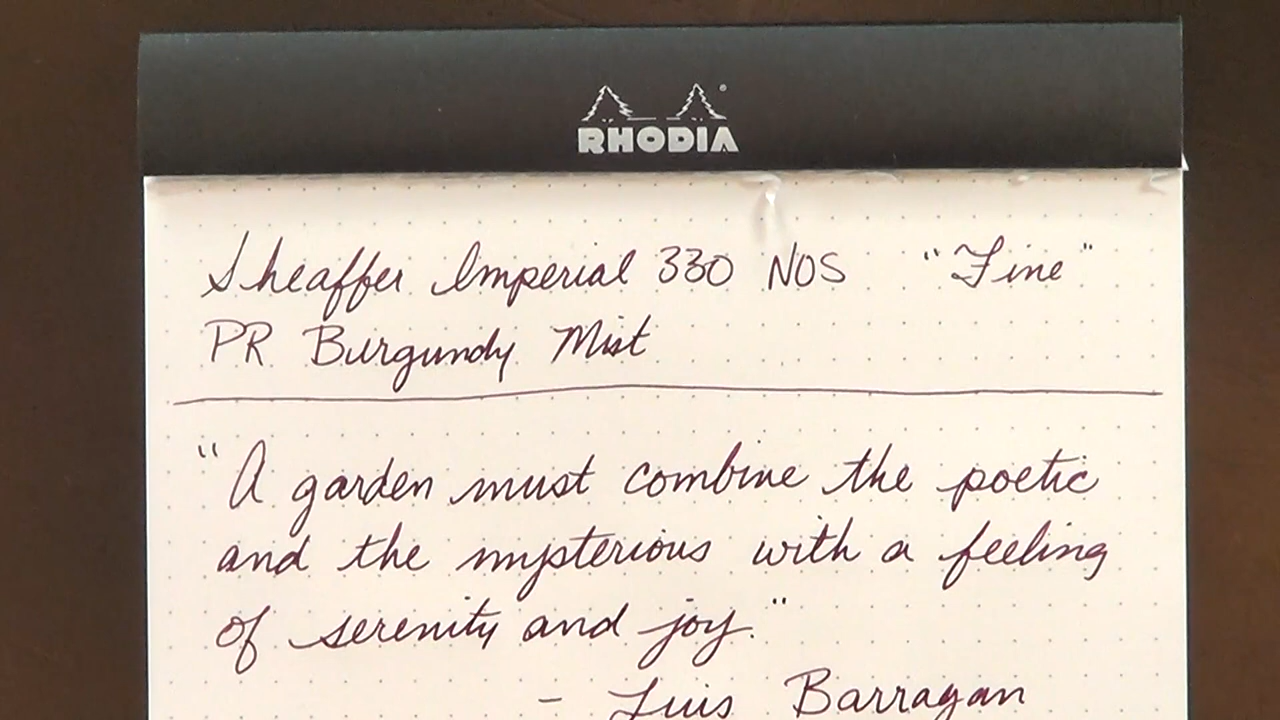 RHODIA
Sheaffer Imperial 330 NOS "Fine"
PR Burgundy Mist
"A garden must combine the poetic
and the mysterious with a feeling
of serenity and joy."
- Luis Barragan